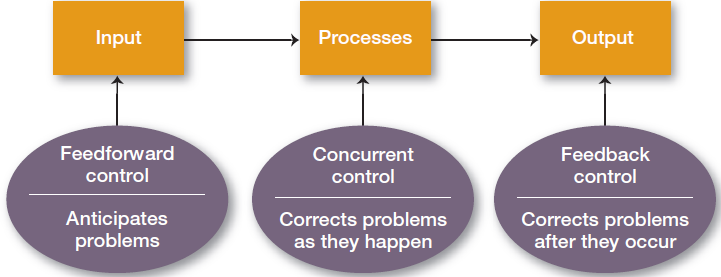 Input
Processes
Output
Feedforward
control
Anticipates
problems
Concurrent
control
Corrects problems
as they happen
Feedback
control
Corrects problems
after they occur